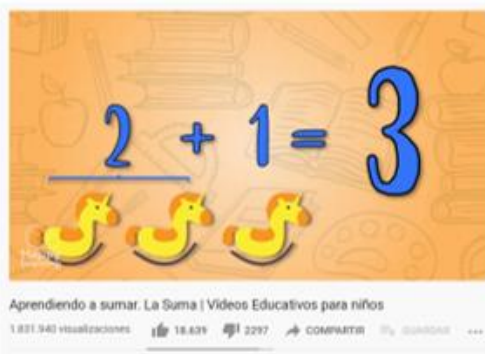 2 + 1 = 3
Aprendiendo a sumar. La Suma | Videos Educativos para niños
1.831.940 visualizaciones 18.639 2297 COMPARTIR GUARDAR